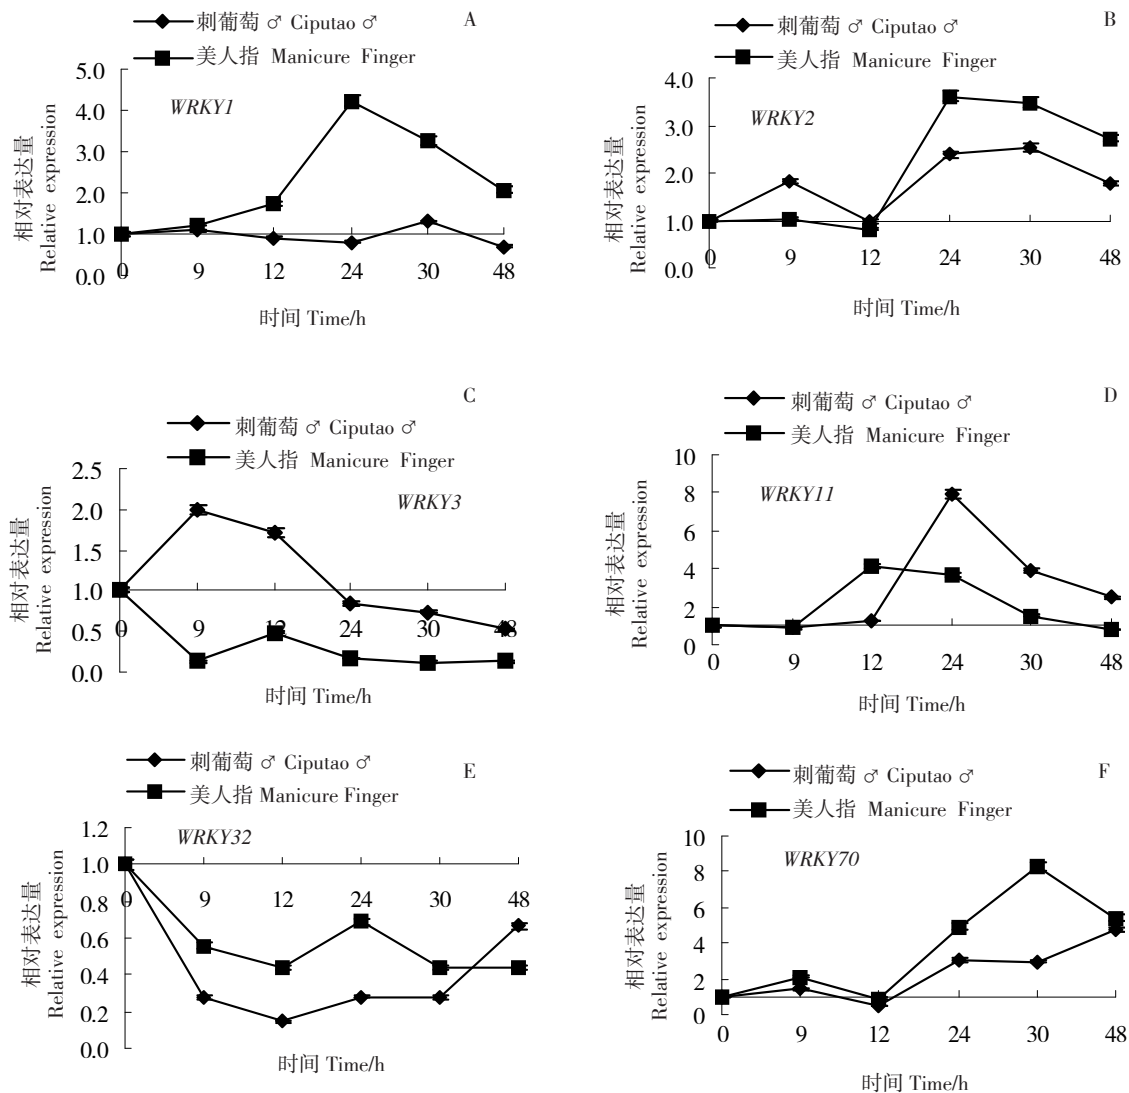 A
刺葡萄♂ Ciputao ♂
美人指 Manicure Finger
WRKY1
相对表达量
Relative expression
5.0
4.0
3.0
2.0
1.0
0.0
0 9 12 24 30 48
时间 Time/h
B
刺葡萄♂ Ciputao ♂
美人指 Manicure Finger
WRKY2
相对表达量
Relative expression
4.0
3.0
2.0
1.0
0.0
0 9 12 24 30 48
时间 Time/h
C
刺葡萄♂ Ciputao ♂
美人指 Manicure Finger
WRKY3
相对表达量
Relative expression
2.5
2.0
1.5
1.0
0.5
0.0
0 9 12 24 30 48
时间 Time/h
D
刺葡萄♂ Ciputao ♂
美人指 Manicure Finger
WRKY11
相对表达量
Relative expression
10
8
6
4
2
0
0 9 12 24 30 48
时间 Time/h
E
刺葡萄♂ Ciputao ♂
美人指 Manicure Finger
WRKY32
相对表达量
Relative expression
1.2
1.0
0.8
0.6
0.4
0.2
0.0
0 9 12 24 30 48
时间 Time/h
F
刺葡萄♂ Ciputao ♂
美人指 Manicure Finger
WRKY70
相对表达量
Relative expression
10
8
6
4
2
0
0 9 12 24 30 48
时间 Time/h